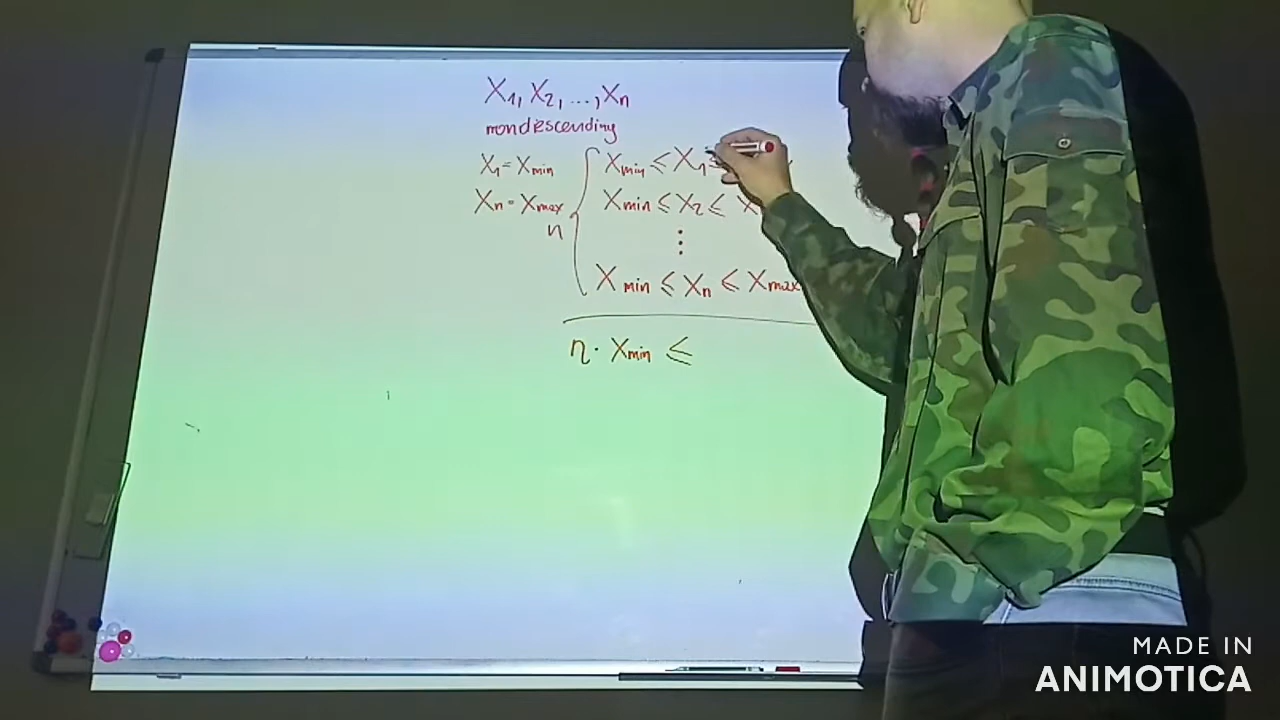 X₁, X₂, ..., Xn
nondescending
X₁ = Xmin
Xn = Xmax
n
Xmin ≤ X₁ ≤
Xmin ≤ X₂ ≤ X
⋮
Xmin ≤ Xn ≤ Xmax
n · Xmin ≤
MADE IN
ANIMOTICA